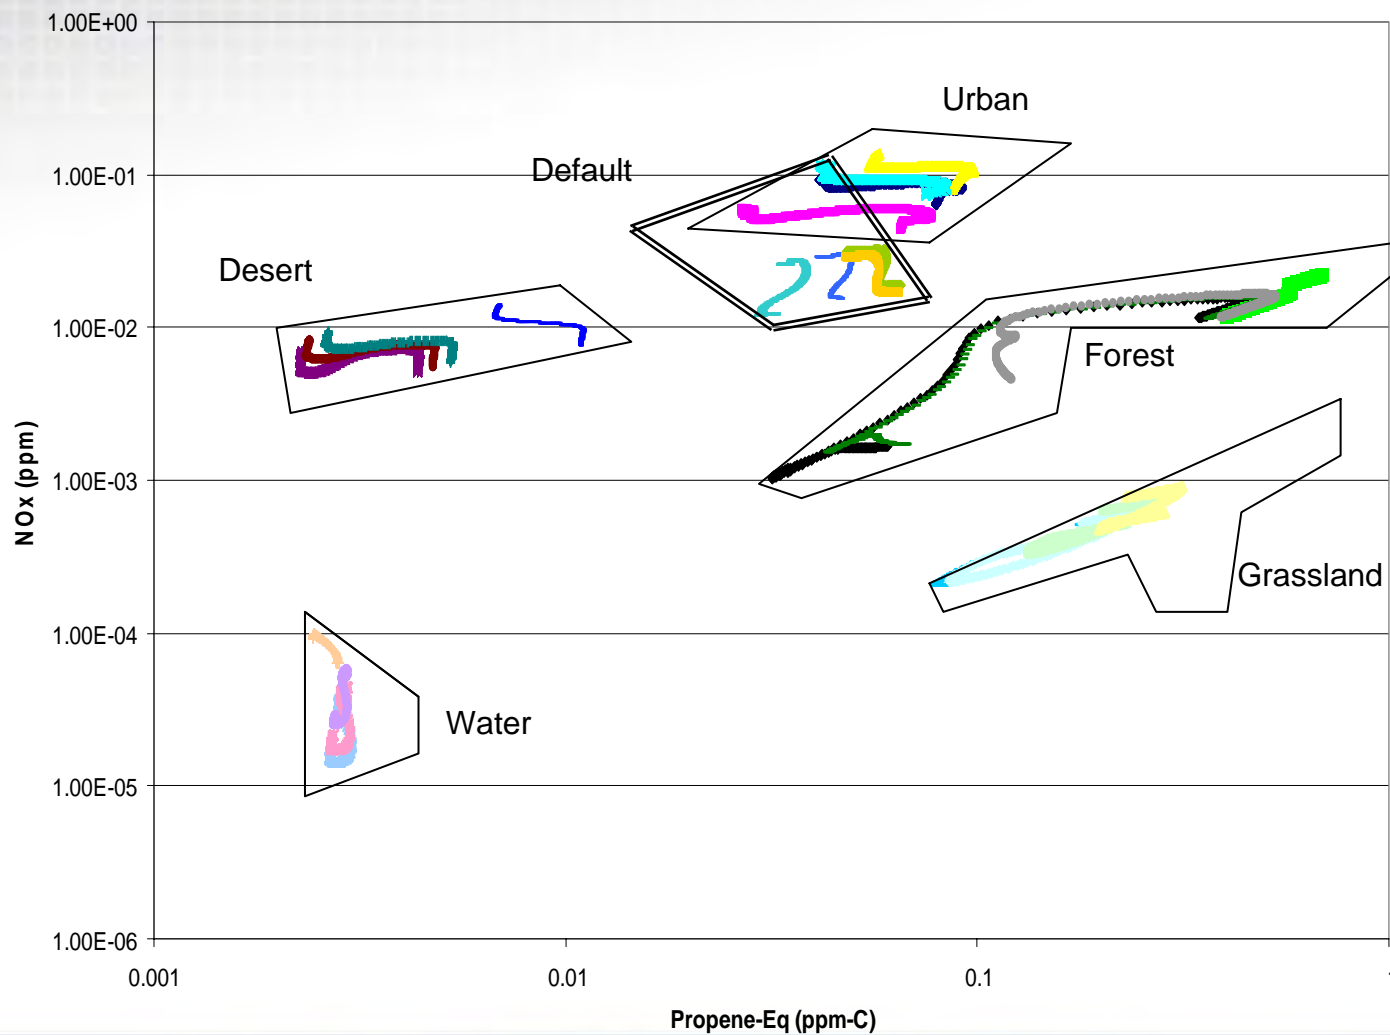 1.00E+00
1.00E-01
1.00E-02
1.00E-03
1.00E-04
1.00E-05
1.00E-06
NOx (ppm)
Urban
Default
Desert
Forest
Grassland
Water
0.001
0.01
0.1
Propene-Eq (ppm-C)